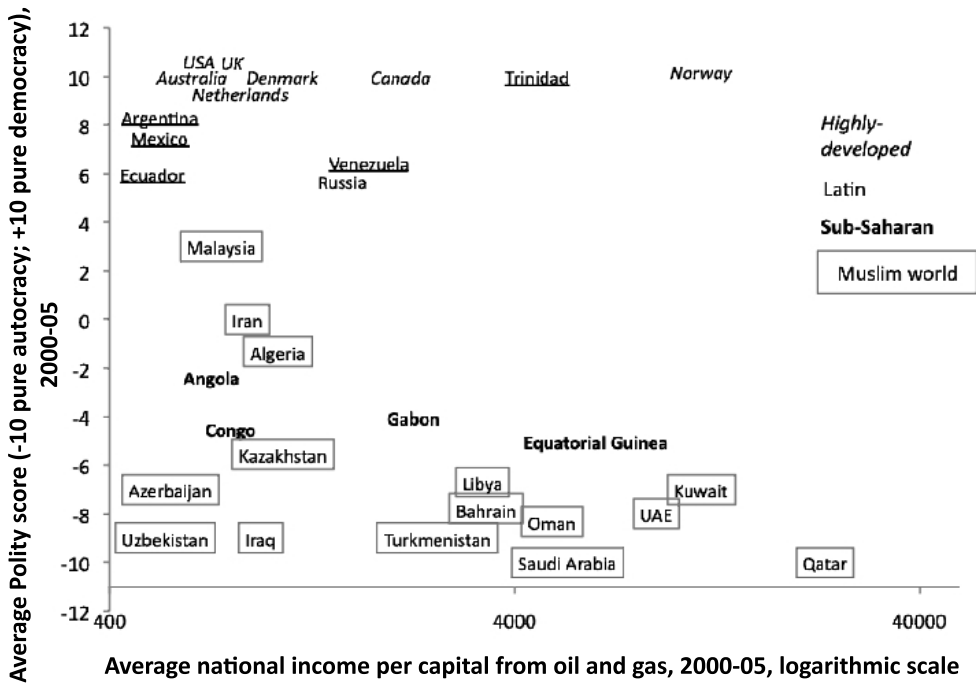 Average Polity score (-10 pure autocracy; +10 pure democracy),
2000-05
12
10
8
6
4
2
0
-2
-4
-6
-8
-10
-12
USA UK
Australia Denmark Canada Trinidad Norway
Netherlands
Argentina
Mexico
Ecuador
Venezuela
Russia
Malaysia
Iran
Algeria
Angola
Congo
Gabon
Kazakhstan
Equatorial Guinea
Azerbaijan
Libya
Kuwait
Bahrain
Oman
UAE
Uzbekistan
Iraq
Turkmenistan
Saudi Arabia
Qatar
Highly-
developed
Latin
Sub-Saharan
Muslim world
400
4000
40000
Average national income per capital from oil and gas, 2000-05, logarithmic scale